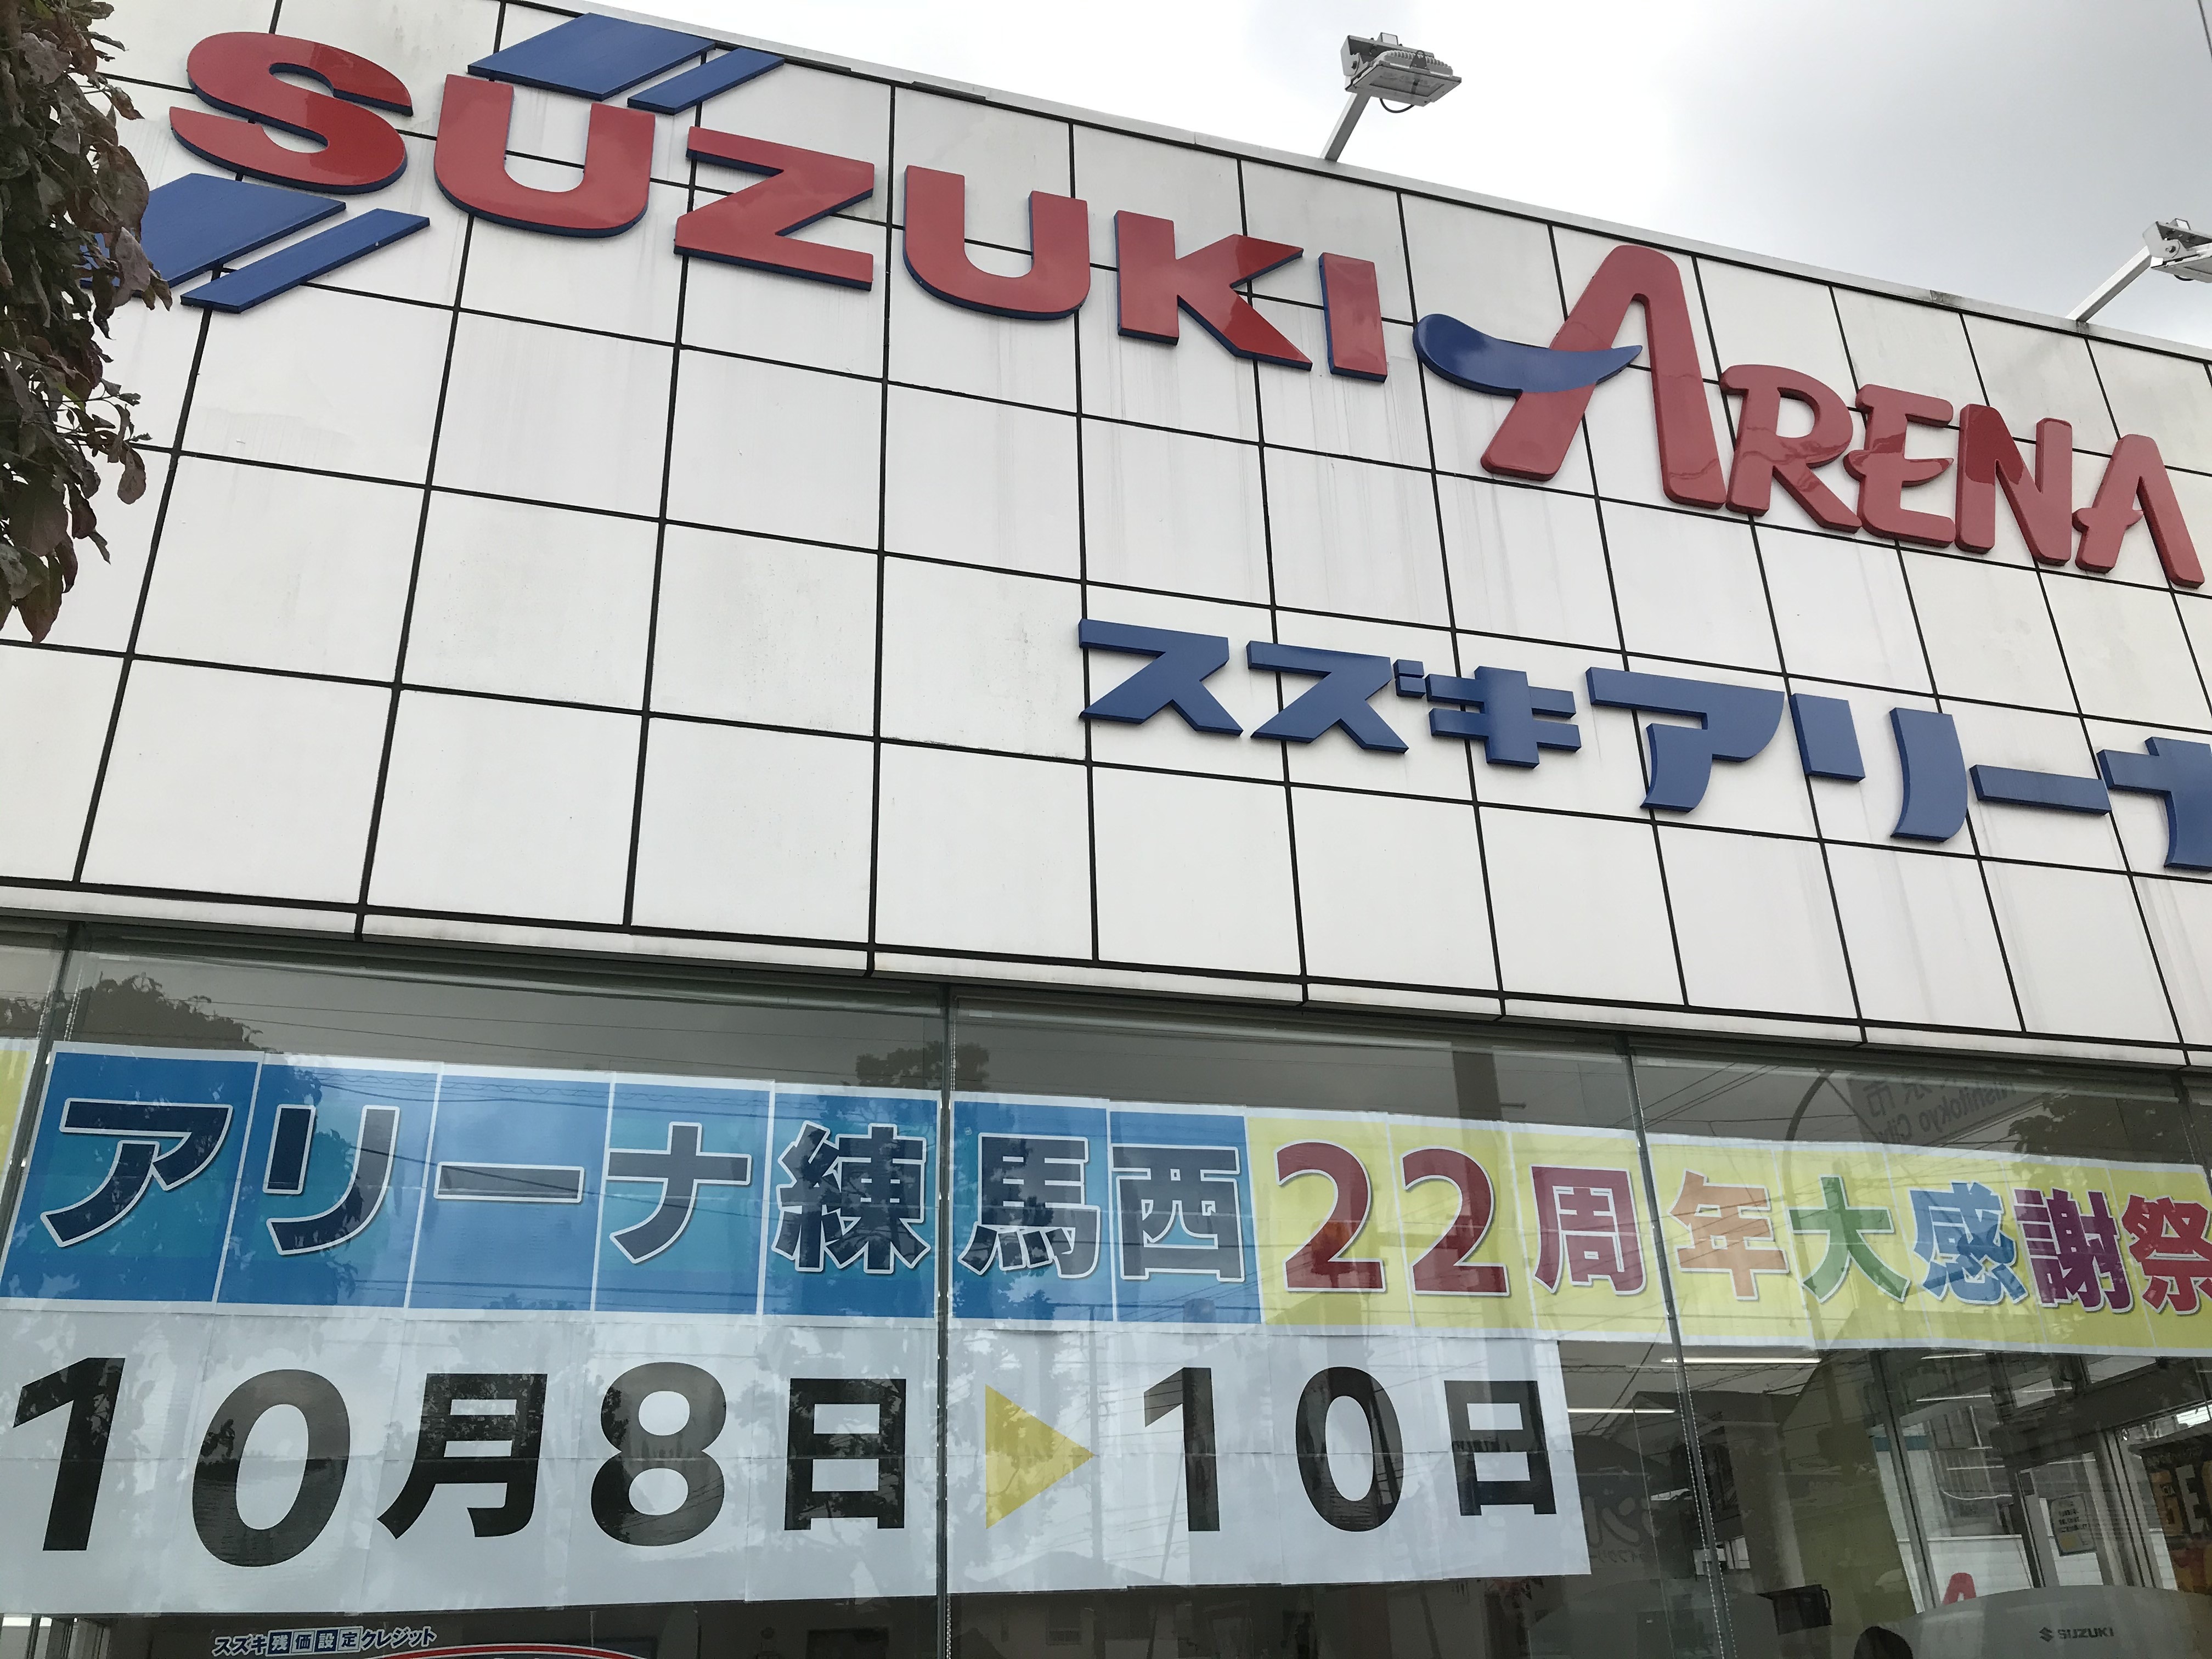 SUZUKI ARENA
スズキアリーナ
アリーナ練馬西22周年大感謝祭
10月8日▶10日
スズキ残価設定クレジット
SUZUKI